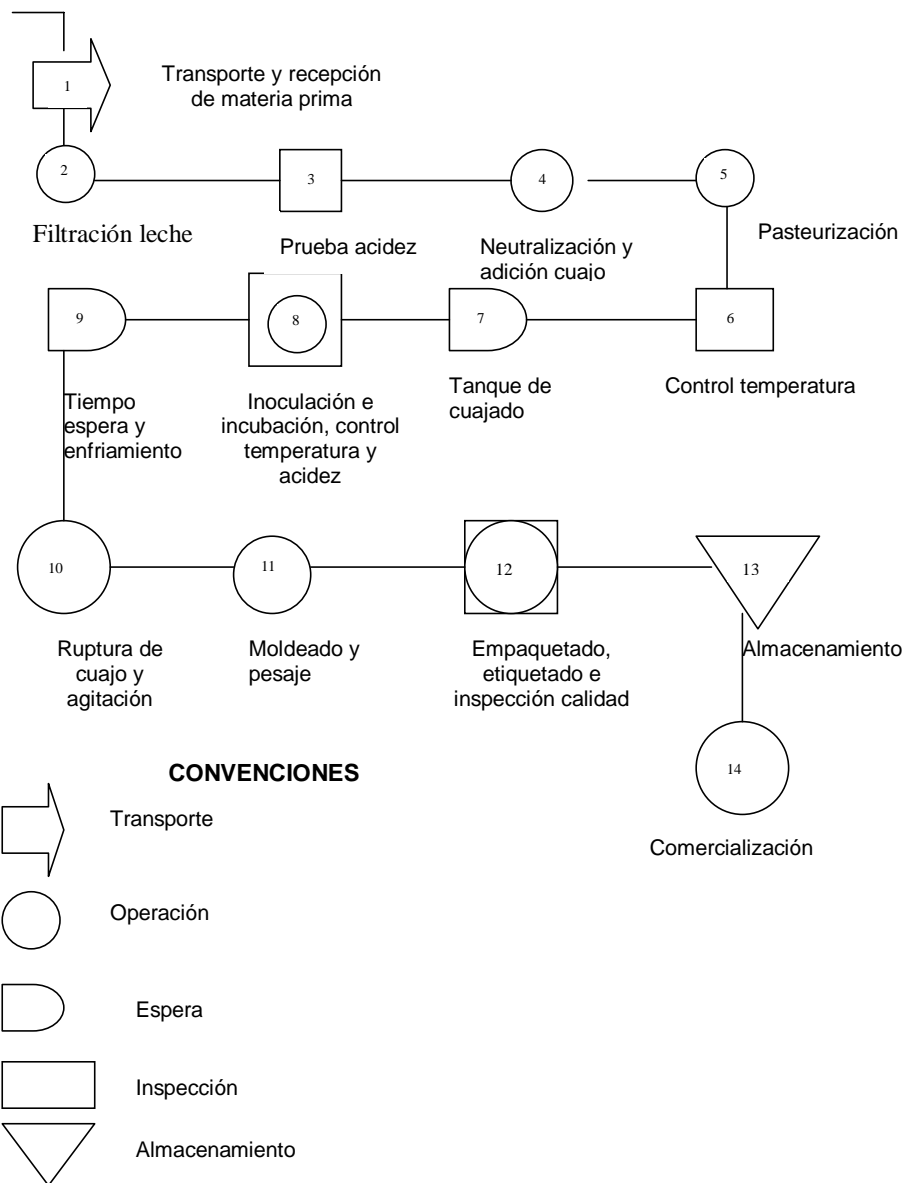 1
Transporte y recepción
de materia prima
2
3
4
5
Filtración leche
Prueba acidez
Neutralización y
adición cuajo
Pasteurización
9
8
7
6
Tiempo
espera y
enfriamiento
Inoculación e
incubación, control
temperatura y
acidez
Tanque de
cuajado
Control temperatura
10
11
12
13
Ruptura de
cuajo y
agitación
Moldeado y
pesaje
Empaquetado,
etiquetado e
inspección calidad
Almacenamiento
14
Comercialización
CONVENCIONES
Transporte
Operación
Espera
Inspección
Almacenamiento